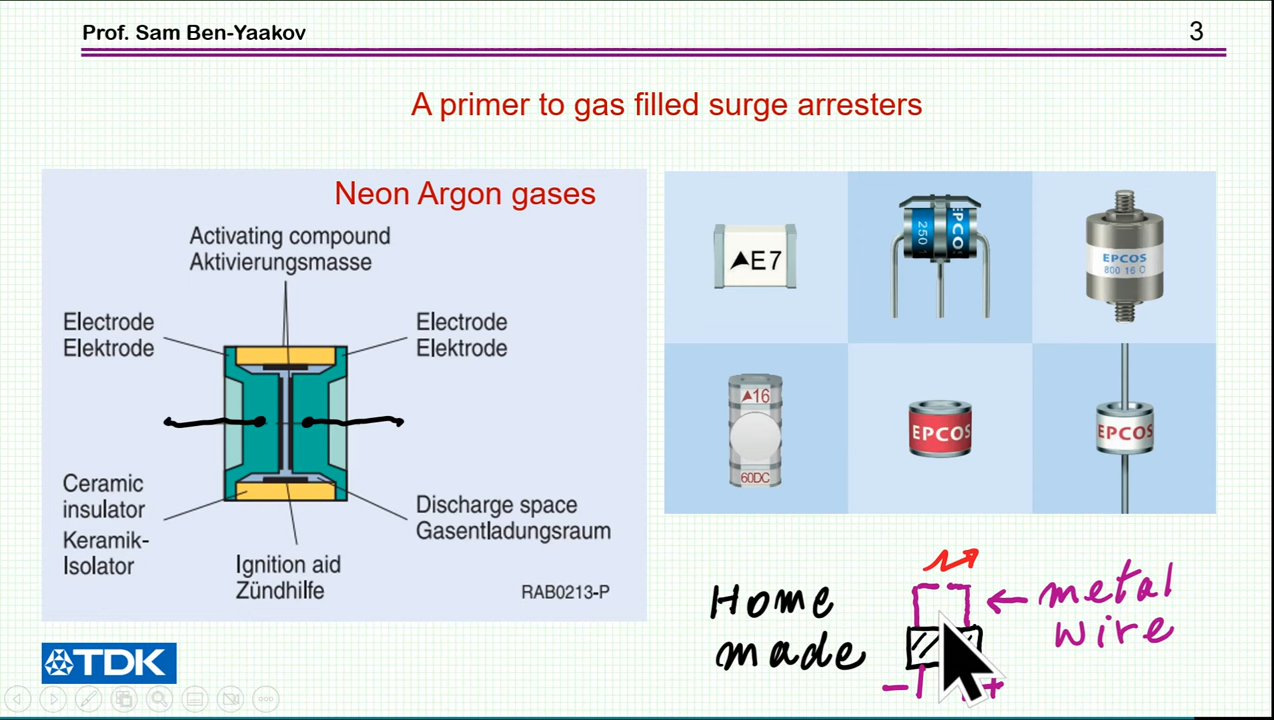 Prof. Sam Ben-Yaakov
3
A primer to gas filled surge arresters
Neon Argon gases
Activating compound
Aktivierungsmasse
Electrode
Elektrode
Electrode
Elektrode
Ceramic
insulator
Keramik-
Isolator
Discharge space
Gasentladungsraum
Ignition aid
Zündhilfe
RAB0213-P
TDK
▲E7
250
EPCO
EPCOS
800 16 O
▲16
60DC
EPCOS
EPCOS
Home
made
metal
wire
- +